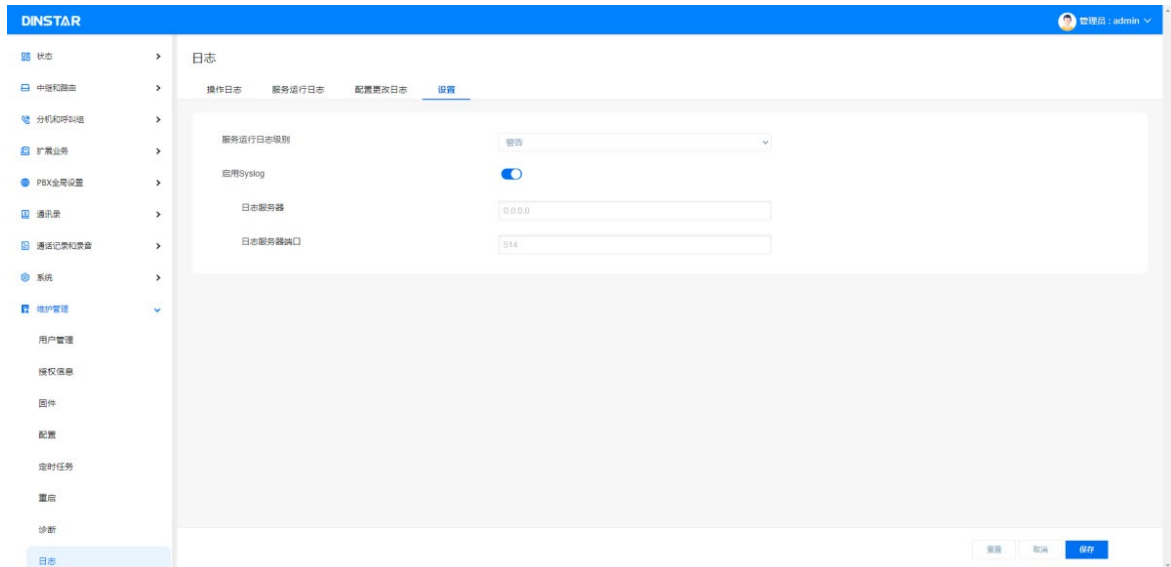 DINSTAR
管理员 : admin
状态
中继和路由
分机和呼叫组
扩展业务
PBX全局设置
通讯录
通话记录和录音
系统
维护管理
用户管理
授权信息
固件
配置
定时任务
重启
诊断
日志
日志
操作日志 服务运行日志 配置更改日志 设置
服务运行日志级别 警告
启用Syslog
日志服务器 0.0.0.0
日志服务器端口 514
重置 取消 保存